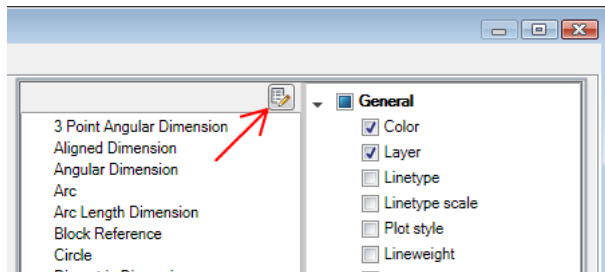 3 Point Angular Dimension
Aligned Dimension
Angular Dimension
Arc
Arc Length Dimension
Block Reference
Circle
General
Color
Layer
Linetype
Linetype scale
Plot style
Lineweight